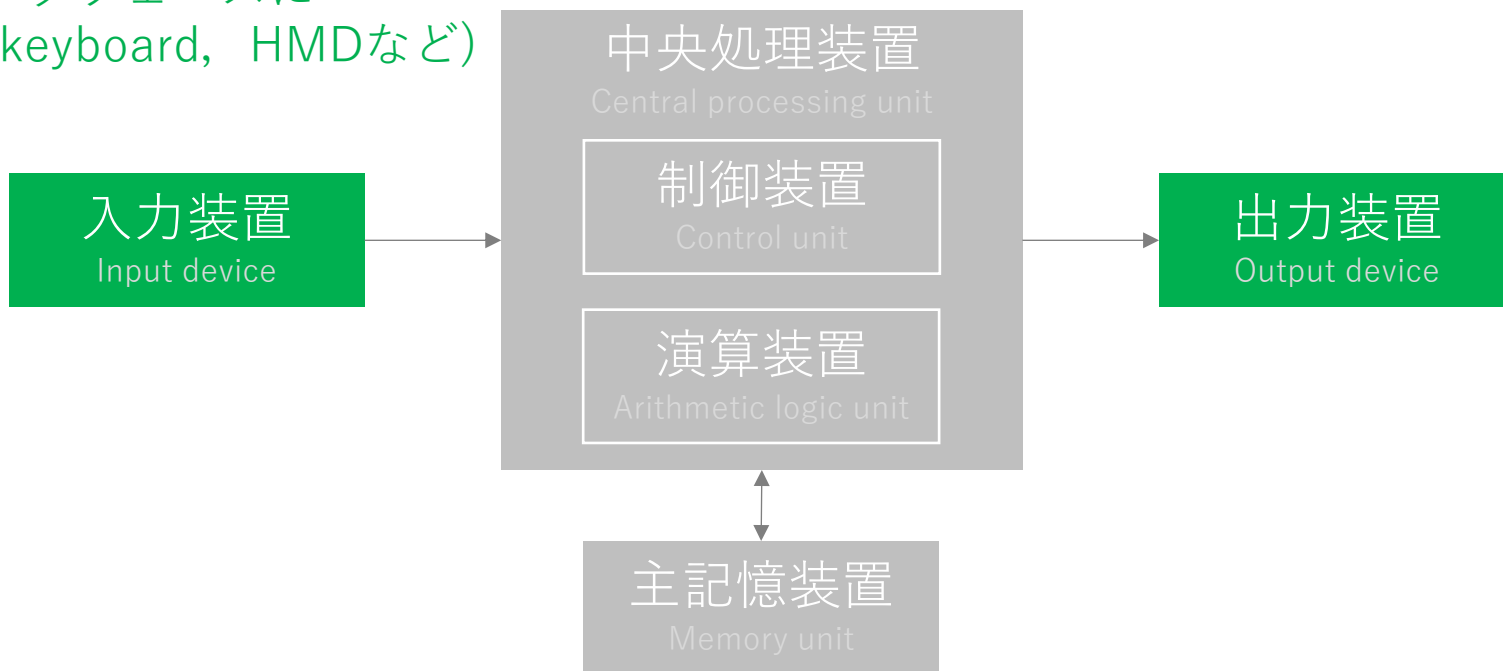 keyboard, HMDなど)
中央処理装置
Central processing unit
入力装置
Input device
制御装置
Control unit
演算装置
Arithmetic logic unit
出力装置
Output device
主記憶装置
Memory unit